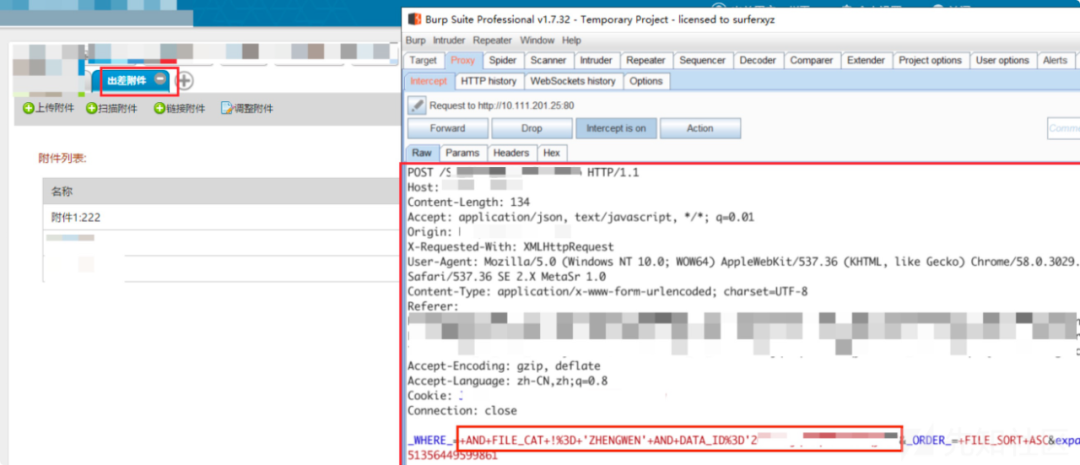 Burp Suite Professional v1.7.32 - Temporary Project - licensed to surferxyz
Burp Intruder Repeater Window Help
Target Proxy Spider Scanner Intruder Repeater Sequencer Decoder Comparer Extender Project options User options Alerts
Intercept HTTP history WebSockets history Options
Request to http://10.111.201.25:80
Forward Drop Intercept is on Action
Raw Params Headers Hex
出差附件
上传附件 扫描附件 链接附件 调整附件
附件列表:
名称
附件1:222
POST /S HTTP/1.1
Host:
Content-Length: 134
Accept: application/json, text/javascript, */*; q=0.01
Origin:
X-Requested-With: XMLHttpRequest
User-Agent: Mozilla/5.0 (Windows NT 10.0; WOW64) AppleWebKit/537.36 (KHTML, like Gecko) Chrome/58.0.3029.
Safari/537.36 SE 2.X MetaSr 1.0
Content-Type: application/x-www-form-urlencoded; charset=UTF-8
Referer:
Accept-Encoding: gzip, deflate
Accept-Language: zh-CN,zh;q=0.8
Cookie:
Connection: close
_WHERE_=+AND+FILE_CAT+!%3D+'ZHENGWEN'+AND+DATA_ID%3D'2 &_ORDER_=+FILE_SORT+ASC&expa
51356449599861